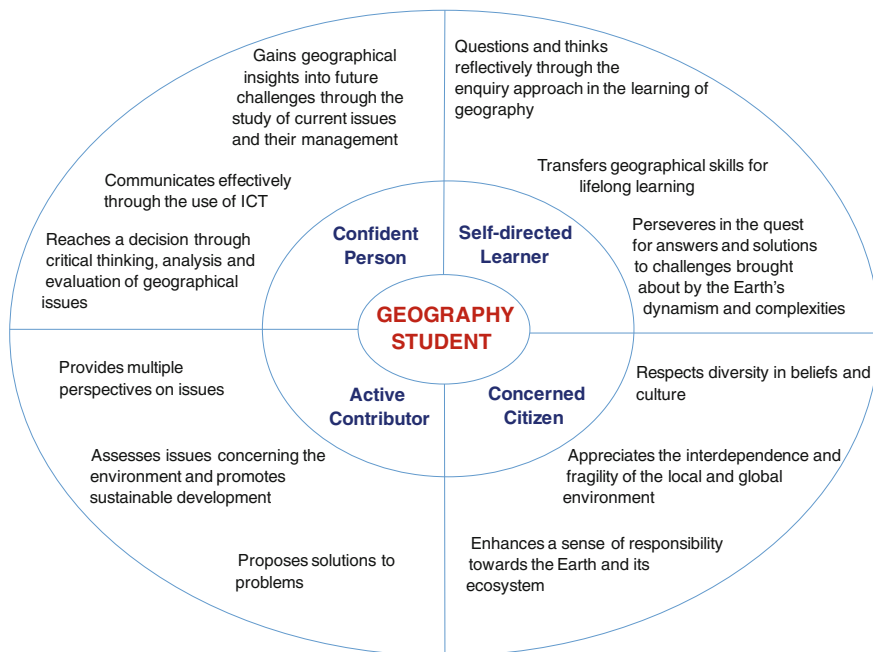 Gains geographical
insights into future
challenges through the
study of current issues
and their management
Communicates effectively
through the use of ICT
Reaches a decision through
critical thinking, analysis and
evaluation of geographical
issues
Questions and thinks
reflectively through the
enquiry approach in the learning of
geography
Transfers geographical skills for
lifelong learning
Perseveres in the quest
for answers and solutions
to challenges brought
about by the Earth's
dynamism and complexities
Confident
Person
Self-directed
Learner
GEOGRAPHY
STUDENT
Active
Contributor
Concerned
Citizen
Provides multiple
perspectives on issues
Assesses issues concerning the
environment and promotes
sustainable development
Proposes solutions to
problems
Respects diversity in beliefs and
culture
Appreciates the interdependence and
fragility of the local and global
environment
Enhances a sense of responsibility
towards the Earth and its
ecosystem